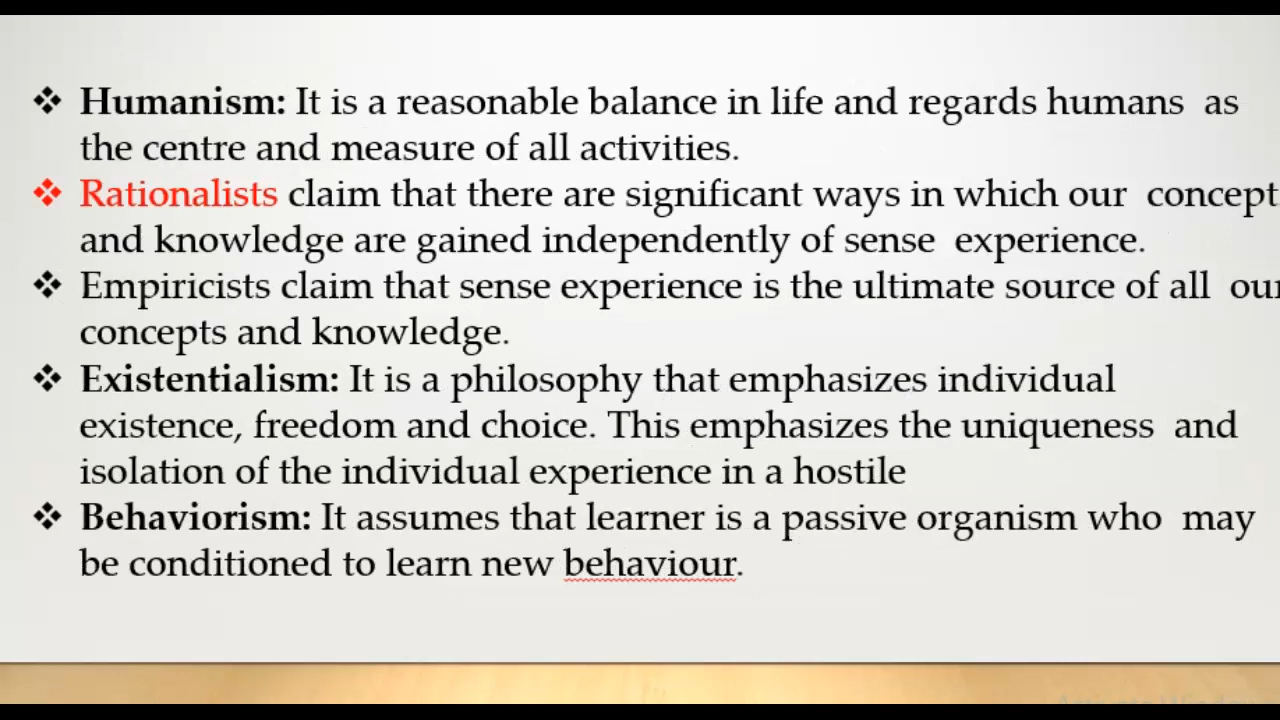 ❖ Humanism: It is a reasonable balance in life and regards humans as
the centre and measure of all activities.
❖ Rationalists claim that there are significant ways in which our concept
and knowledge are gained independently of sense experience.
❖ Empiricists claim that sense experience is the ultimate source of all our
concepts and knowledge.
❖ Existentialism: It is a philosophy that emphasizes individual
existence, freedom and choice. This emphasizes the uniqueness and
isolation of the individual experience in a hostile
❖ Behaviorism: It assumes that learner is a passive organism who may
be conditioned to learn new behaviour.